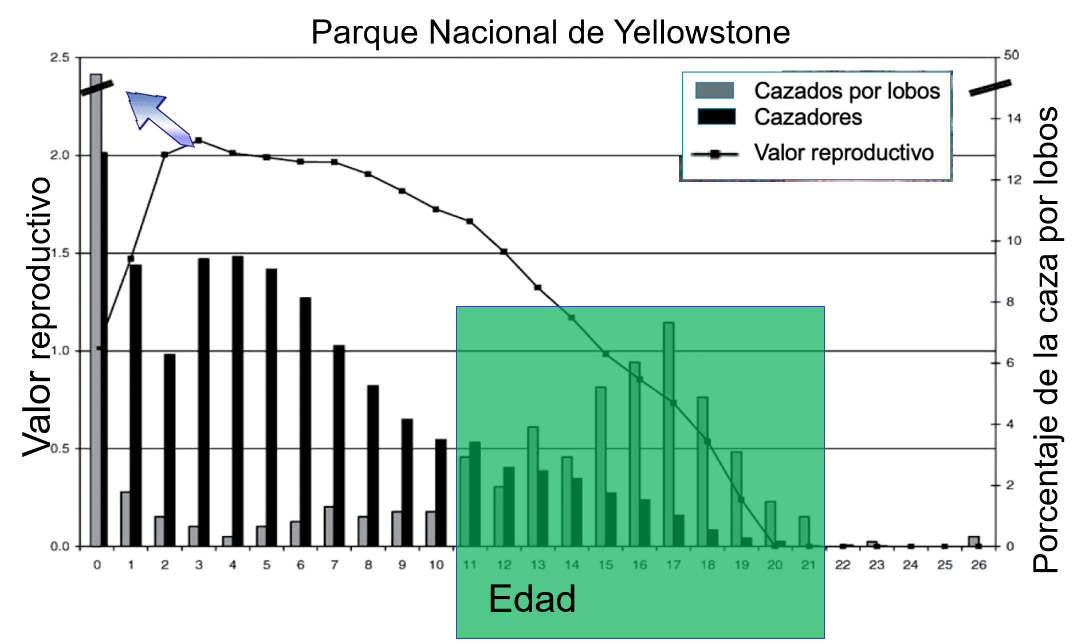 Parque Nacional de Yellowstone
Valor reproductivo
2.5
2.0
1.5
1.0
0.5
0.0
Cazados por lobos
Cazadores
Valor reproductivo
50
14
12
10
8
6
4
2
0
Porcentaje de la caza por lobos
0 1 2 3 4 5 6 7 8 9 10 11 12 13 14 15 16 17 18 19 20 21 22 23 24 25 26
Edad